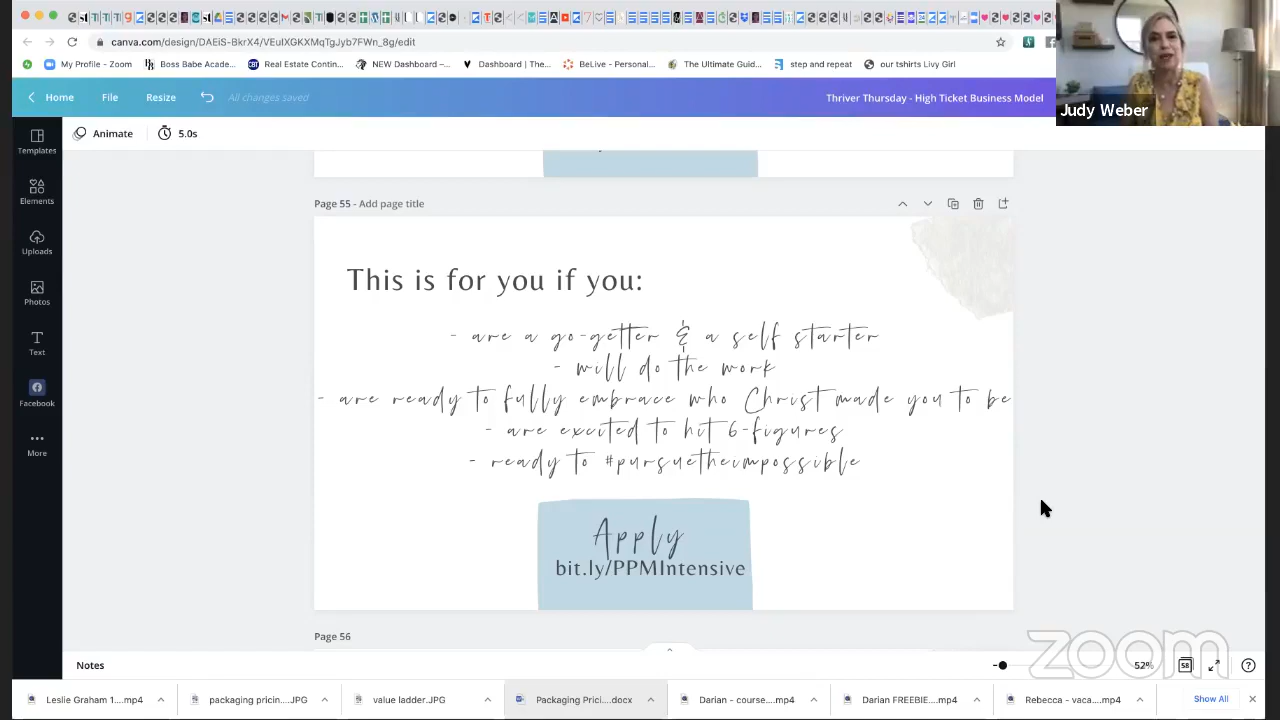 canva.com/design/DAEiS-BkrX4/VEuIXGKXMqTgJyb7FWn_8g/edit
My Profile - Zoom
Boss Babe Acade...
Real Estate Contin...
NEW Dashboard –...
Dashboard | The...
BeLive - Personal...
The Ultimate Guid...
step and repeat
our tshirts Livy Girl
Home
File
Resize
All changes saved
Thriver Thursday - High Ticket Business Model
Judy Weber
Animate
5.0s
Templates
Elements
Uploads
Photos
Text
Facebook
More
Page 55 - Add page title
This is for you if you:
- are a go-getter & a self starter
- will do the work
- are ready to fully embrace who Christ made you to be
- are excited to hit 6-figures
- ready to #pursuetheimpossible
Apply
bit.ly/PPMIntensive
Page 56
Notes
52%
58
zoom
Leslie Graham 1....mp4
packaging pricin....JPG
value ladder.JPG
Packaging Prici....docx
Darian - course....mp4
Darian FREEBIE....mp4
Rebecca - vaca....mp4
Show All